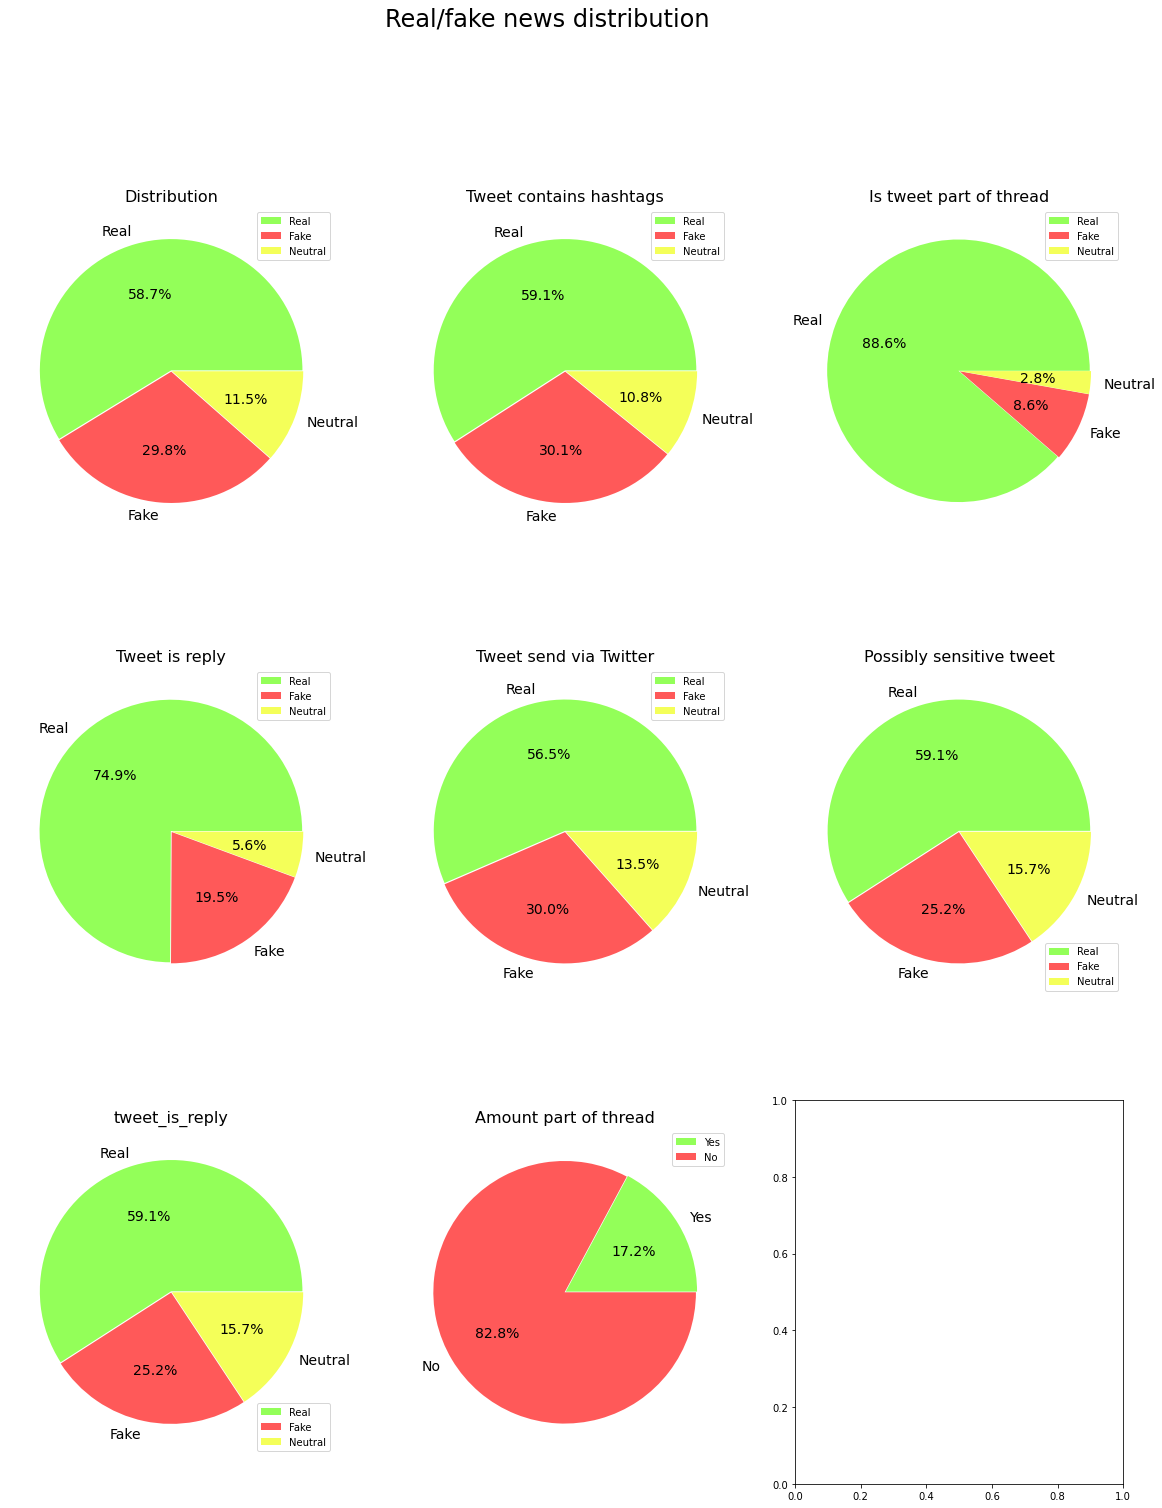 Real/fake news distribution
Distribution
Real
Fake
Neutral
Real
58.7%
11.5%
Neutral
29.8%
Fake
Tweet contains hashtags
Real
Fake
Neutral
Real
59.1%
10.8%
Neutral
30.1%
Fake
Is tweet part of thread
Real
Fake
Neutral
Real
88.6%
2.8%
Neutral
8.6%
Fake
Tweet is reply
Real
Fake
Neutral
Real
74.9%
5.6%
Neutral
19.5%
Fake
Tweet send via Twitter
Real
Fake
Neutral
Real
56.5%
13.5%
Neutral
30.0%
Fake
Possibly sensitive tweet
Real
59.1%
15.7%
Neutral
25.2%
Fake
Real
Fake
Neutral
tweet_is_reply
Real
59.1%
15.7%
Neutral
25.2%
Fake
Real
Fake
Neutral
Amount part of thread
Yes
No
Yes
17.2%
82.8%
No
1.0
0.8
0.6
0.4
0.2
0.0
0.0 0.2 0.4 0.6 0.8 1.0